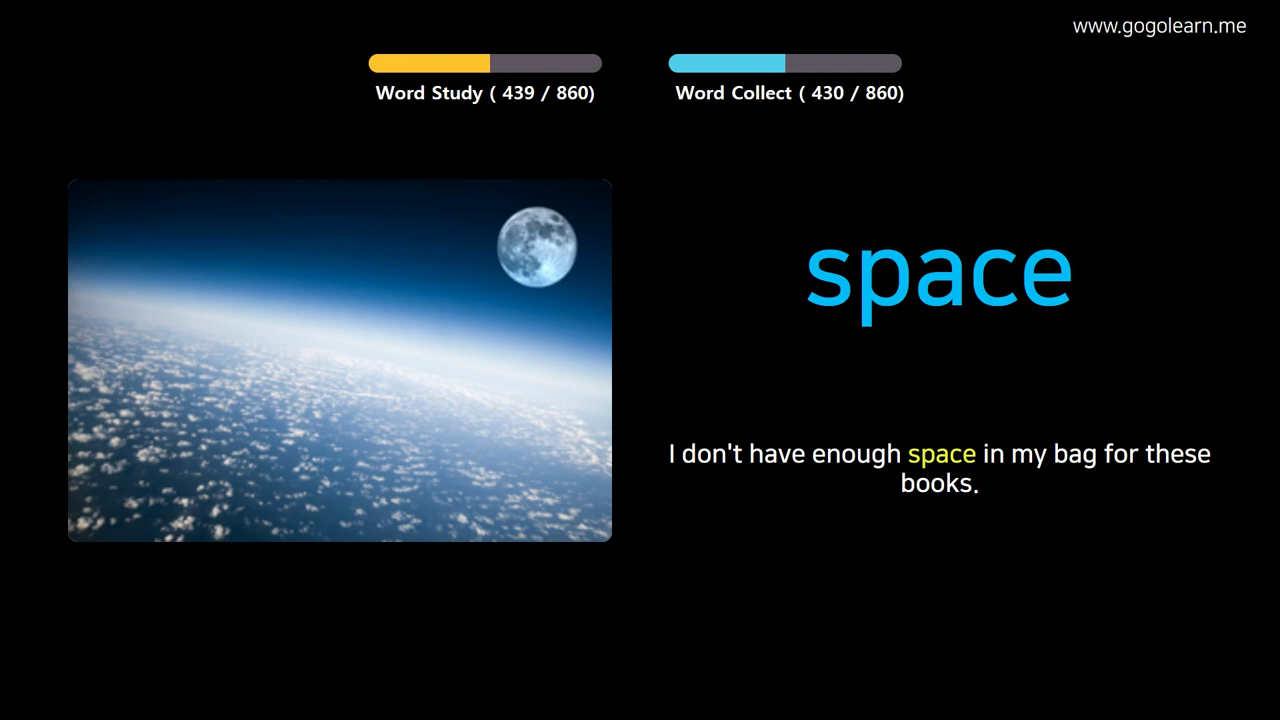 www.gogolearn.me
Word Study ( 439 / 860)
Word Collect ( 430 / 860)
space
I don't have enough space in my bag for these
books.